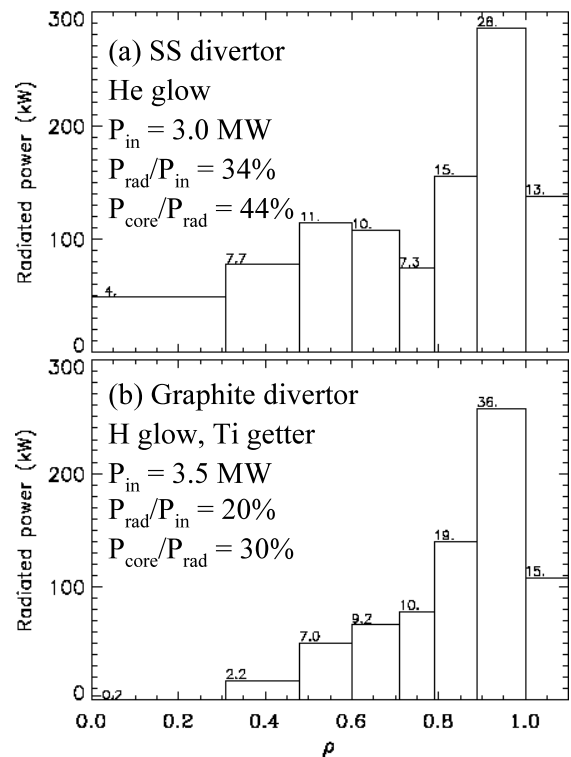 300
200
100
0
Radiated power (kW)
(a) SS divertor
He glow
P_in = 3.0 MW
P_rad/P_in = 34%
P_core/P_rad = 44%
4.
7.7
11.
10.
7.3
15.
28.
13.
300
200
100
0
Radiated power (kW)
(b) Graphite divertor
H glow, Ti getter
P_in = 3.5 MW
P_rad/P_in = 20%
P_core/P_rad = 30%
2.2
7.0
9.2
10.
19.
36.
15.
0.0 0.2 0.4 0.6 0.8 1.0
ρ